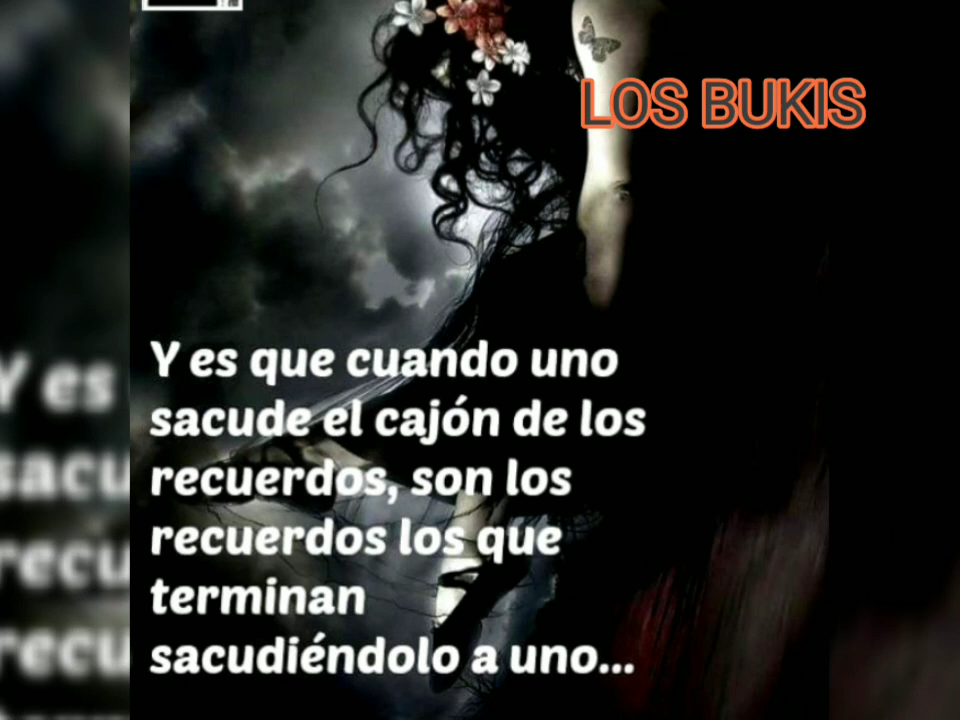 LOS BUKIS
Y es que cuando uno
sacude el cajón de los
recuerdos, son los
recuerdos los que
terminan
sacudiéndolo a uno...